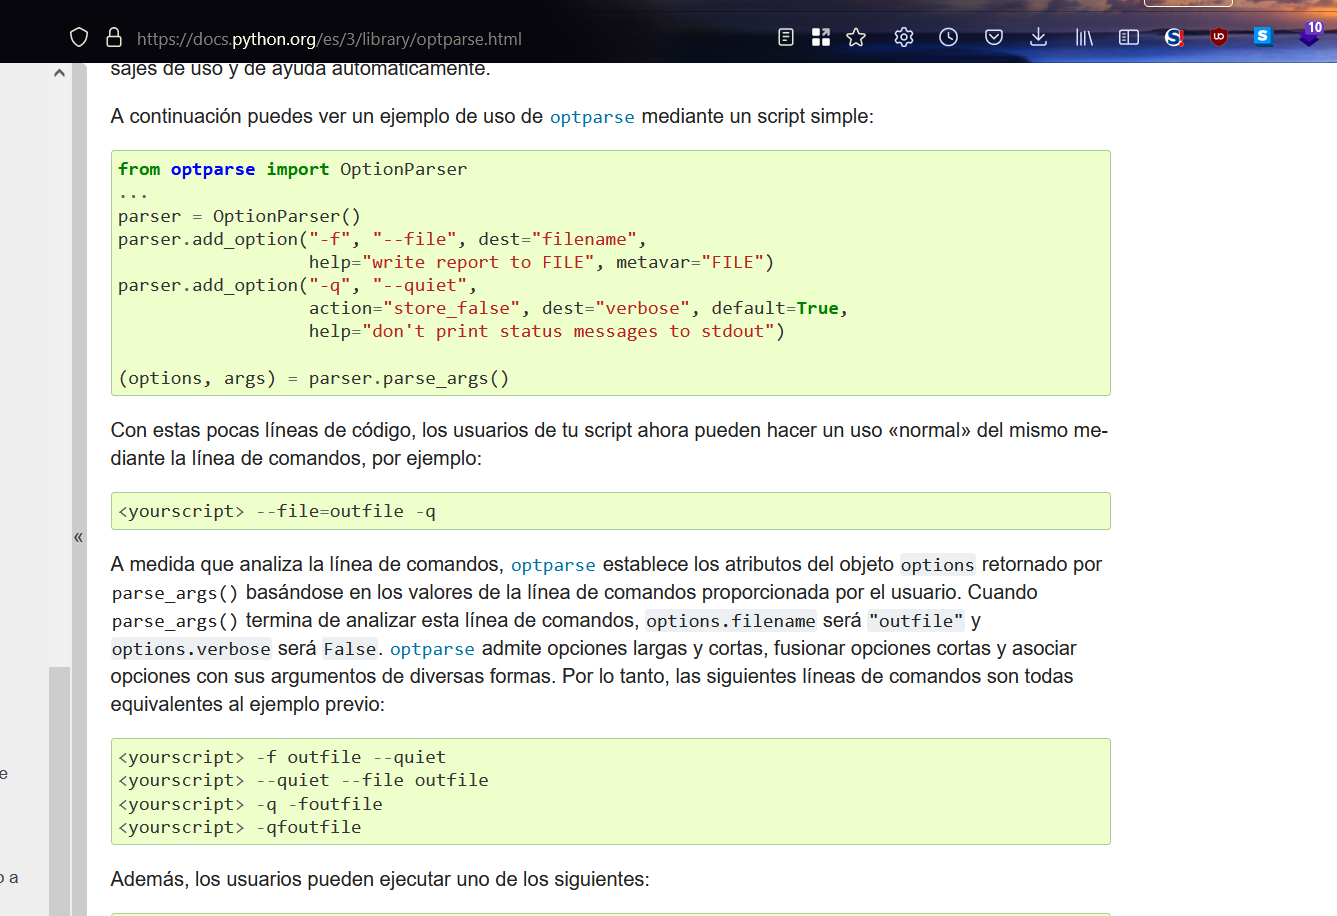 https://docs.python.org/es/3/library/optparse.html
10
sajes de uso y de ayuda automáticamente.
A continuación puedes ver un ejemplo de uso de optparse mediante un script simple:
from optparse import OptionParser
...
parser = OptionParser()
parser.add_option("-f", "--file", dest="filename",
                  help="write report to FILE", metavar="FILE")
parser.add_option("-q", "--quiet",
                  action="store_false", dest="verbose", default=True,
                  help="don't print status messages to stdout")
(options, args) = parser.parse_args()
Con estas pocas líneas de código, los usuarios de tu script ahora pueden hacer un uso «normal» del mismo me-
diante la línea de comandos, por ejemplo:
<yourscript> --file=outfile -q
«
A medida que analiza la línea de comandos, optparse establece los atributos del objeto options retornado por
parse_args() basándose en los valores de la línea de comandos proporcionada por el usuario. Cuando
parse_args() termina de analizar esta línea de comandos, options.filename será "outfile" y
options.verbose será False. optparse admite opciones largas y cortas, fusionar opciones cortas y asociar
opciones con sus argumentos de diversas formas. Por lo tanto, las siguientes líneas de comandos son todas
equivalentes al ejemplo previo:
<yourscript> -f outfile --quiet
<yourscript> --quiet --file outfile
<yourscript> -q -foutfile
<yourscript> -qfoutfile
e
o a
Además, los usuarios pueden ejecutar uno de los siguientes: